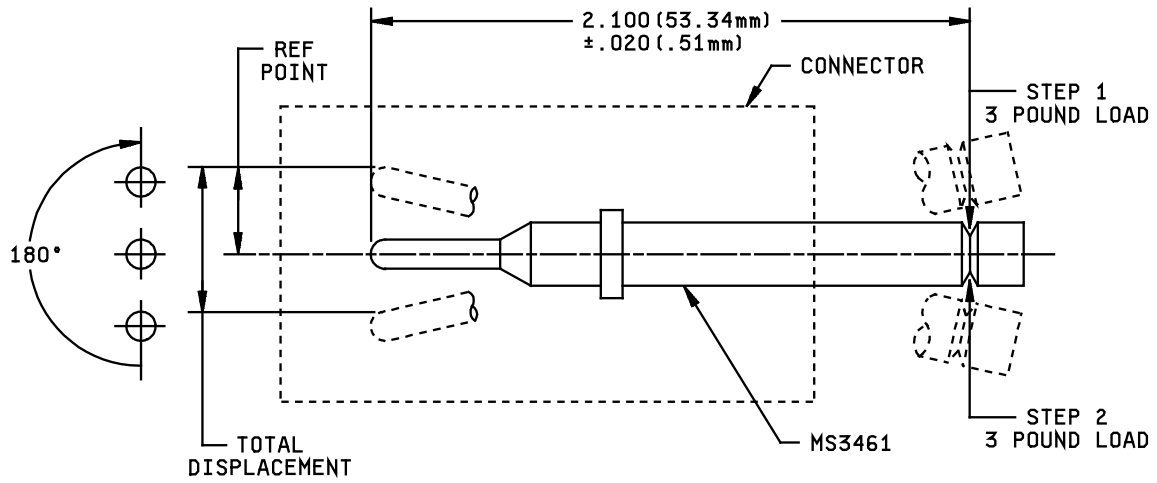 2.100(53.34mm)
±.020(.51mm)
REF
POINT
CONNECTOR
STEP 1
3 POUND LOAD
180°
STEP 2
3 POUND LOAD
MS3461
TOTAL
DISPLACEMENT